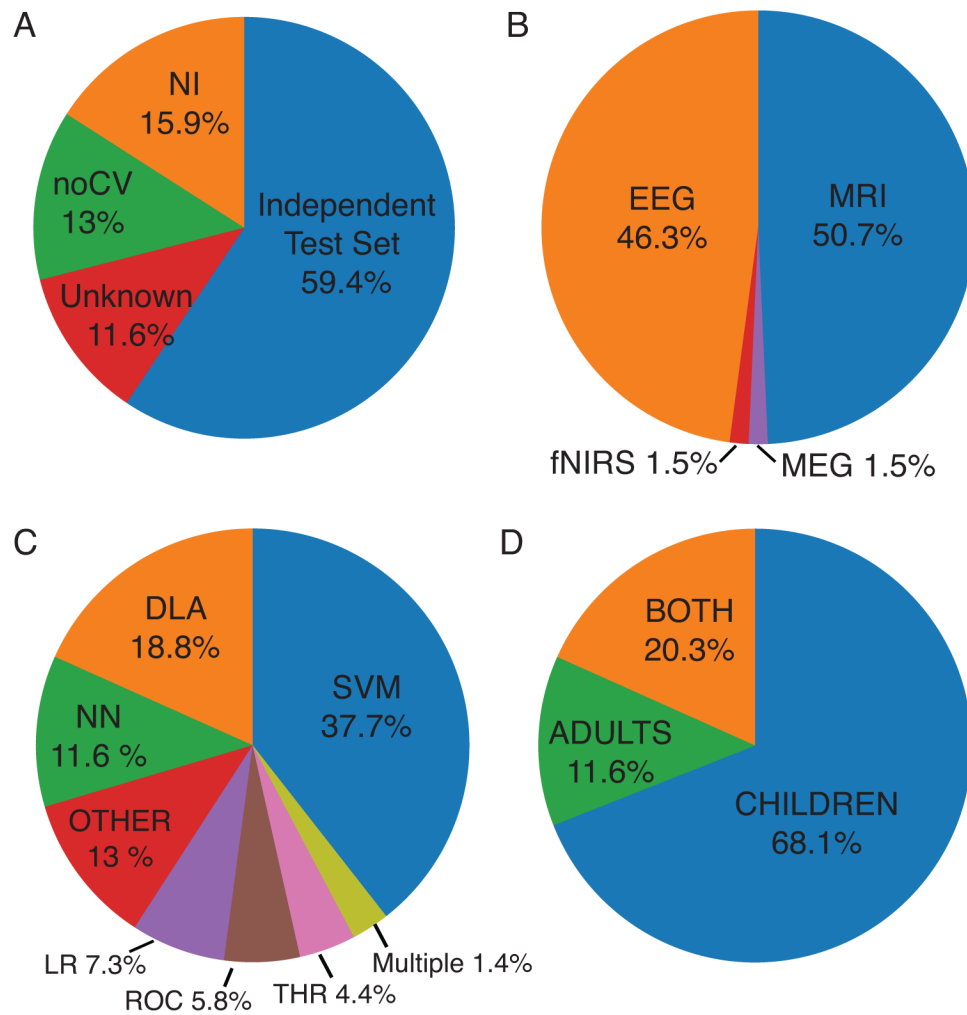 A
NI
15.9%
noCV
13%
Unknown
11.6%
Independent
Test Set
59.4%
B
EEG
46.3%
MRI
50.7%
fNIRS 1.5%
MEG 1.5%
C
DLA
18.8%
SVM
37.7%
NN
11.6 %
OTHER
13 %
LR 7.3%
ROC 5.8%
THR 4.4%
Multiple 1.4%
D
BOTH
20.3%
ADULTS
11.6%
CHILDREN
68.1%